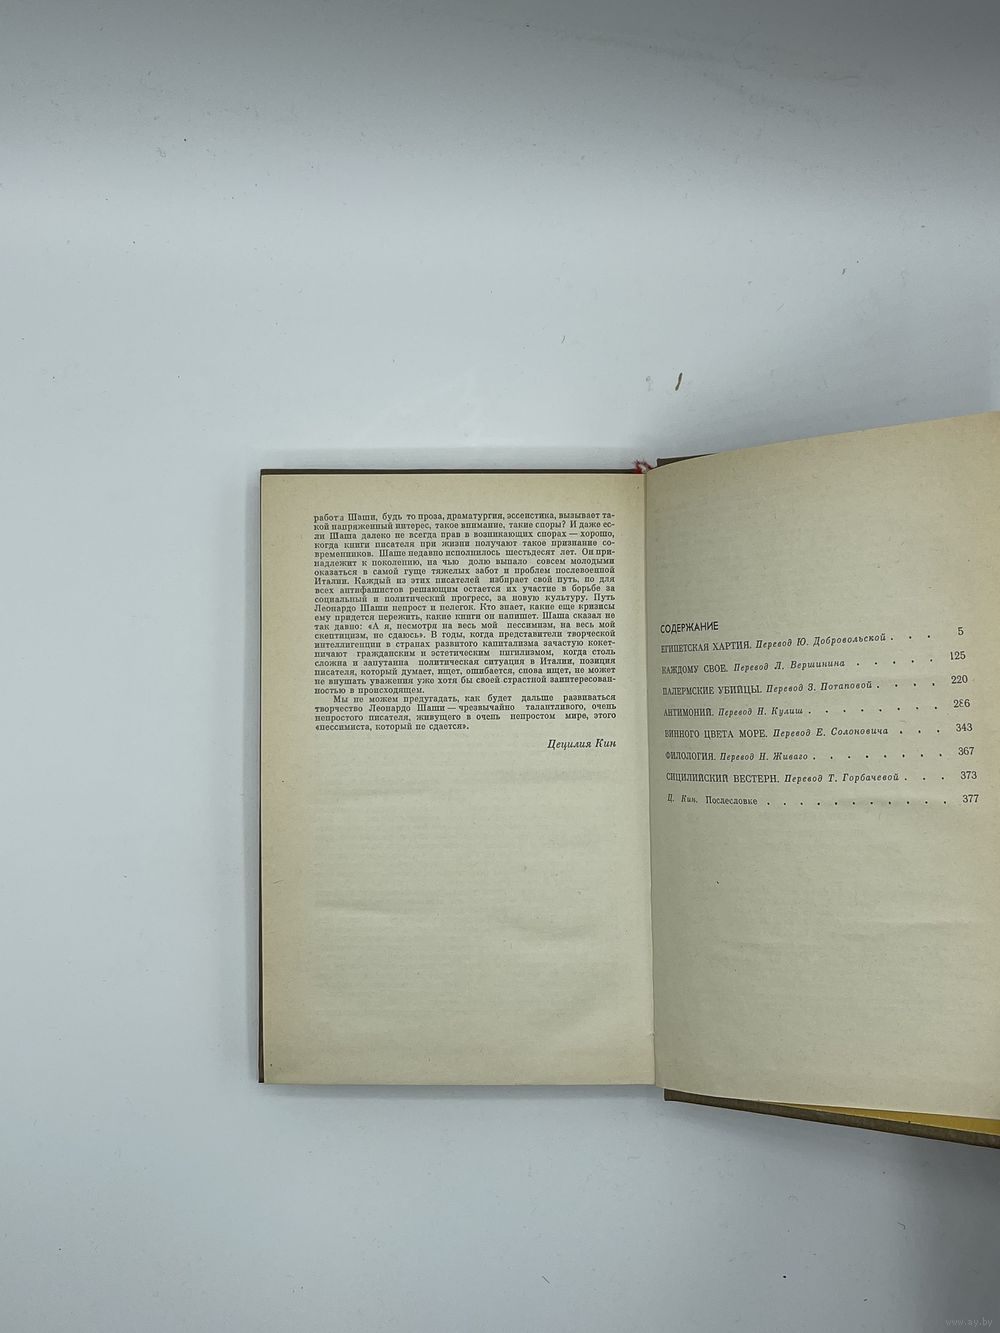 работа Шаши, будь то проза, драматургия, эссеистика, вызывает та-
кой напряженный интерес, такое внимание, такие споры? И даже ес-
ли Шаша далеко не всегда прав в возникающих спорах — хорошо,
когда книги писателя при жизни получают такое признание со-
временников. Шаше недавно исполнилось шестьдесят лет. Он при-
надлежит к поколению, на чью долю выпало совсем молодыми
оказаться в самой гуще тяжелых забот и проблем послевоенной
Италии. Каждый из этих писателей избирает свой путь, но для
всех антифашистов решающим остается их участие в борьбе за
социальный и политический прогресс, за новую культуру. Путь
Леонардо Шаши непрост и нелегок. Кто знает, какие еще кризисы
ему придется пережить, какие книги он напишет. Шаша сказал не
так давно: «А я, несмотря на весь мой пессимизм, на весь мой
скептицизм, не сдаюсь». В годы, когда представители творческой
интеллигенции в странах развитого капитализма зачастую кокет-
ничают гражданским и эстетическим нигилизмом, когда столь
сложна и запутанна политическая ситуация в Италии, позиция
писателя, который думает, ищет, ошибается, снова ищет, не может
не внушать уважения уже хотя бы своей страстной заинтересован-
ностью в происходящем.
Мы не можем предугадать, как будет дальше развиваться
творчество Леонардо Шаши — чрезвычайно талантливого, очень
непростого писателя, живущего в очень непростом мире, этого
«пессимиста, который не сдается».
Цецилия Кин
СОДЕРЖАНИЕ
ЕГИПЕТСКАЯ ХАРТИЯ. Перевод Ю. Добровольской . . . 5
КАЖДОМУ СВОЕ. Перевод Л. Вершинина . . . . . 125
ПАЛЕРМСКИЕ УБИЙЦЫ. Перевод З. Потаповой . . . . 220
АНТИМОНИЙ. Перевод Н. Кулиш . . . . . . . . 286
ВИННОГО ЦВЕТА МОРЕ. Перевод Е. Солоновича . . . 343
ФИЛОЛОГИЯ. Перевод Н. Живаго . . . . . . . . 367
СИЦИЛИЙСКИЙ ВЕСТЕРН. Перевод Т. Горбачевой . . . 373
Ц. Кин. Послесловие . . . . . . . . . . . 377
www.ay.by